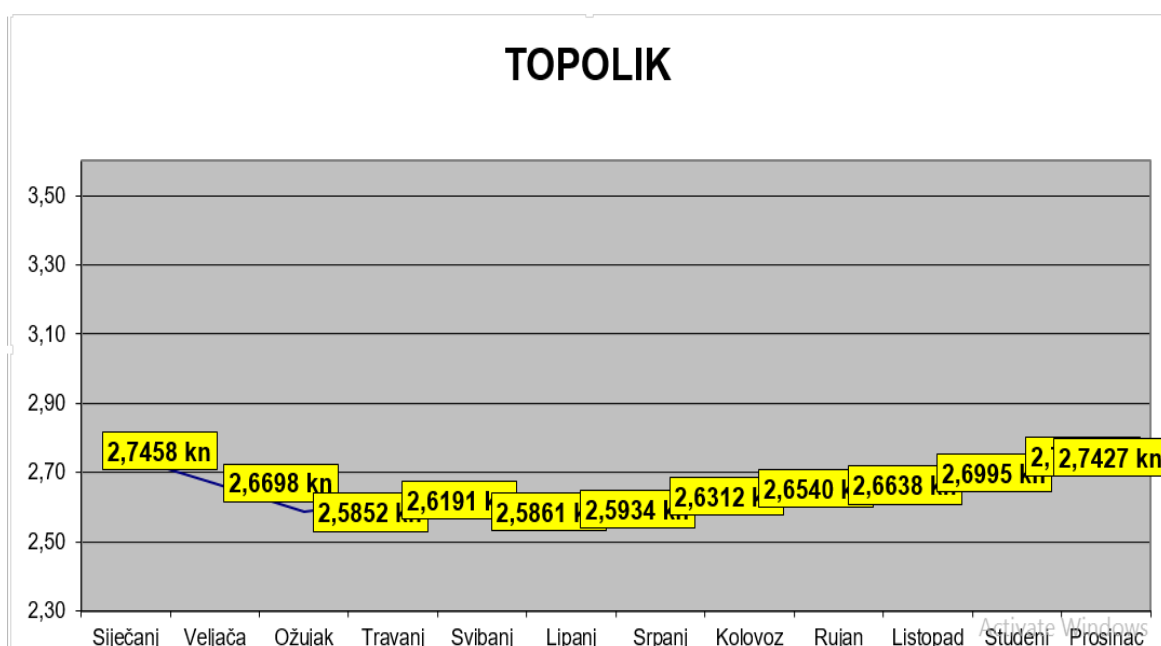 TOPOLIK
3,50
3,30
3,10
2,90
2,70
2,50
2,30
2,7458 kn
2,6698 kn
2,5852 kn
2,6191 kn
2,5861
2,5934 kn
2,6312 kn
2,6540
2,6638 kn
2,6995 kn
2,7427 kn
Siječanj Veljača Ožujak Travanj Svibanj Lipanj Srpanj Kolovoz Rujan Listopad Studeni Prosinac
Activate Windows